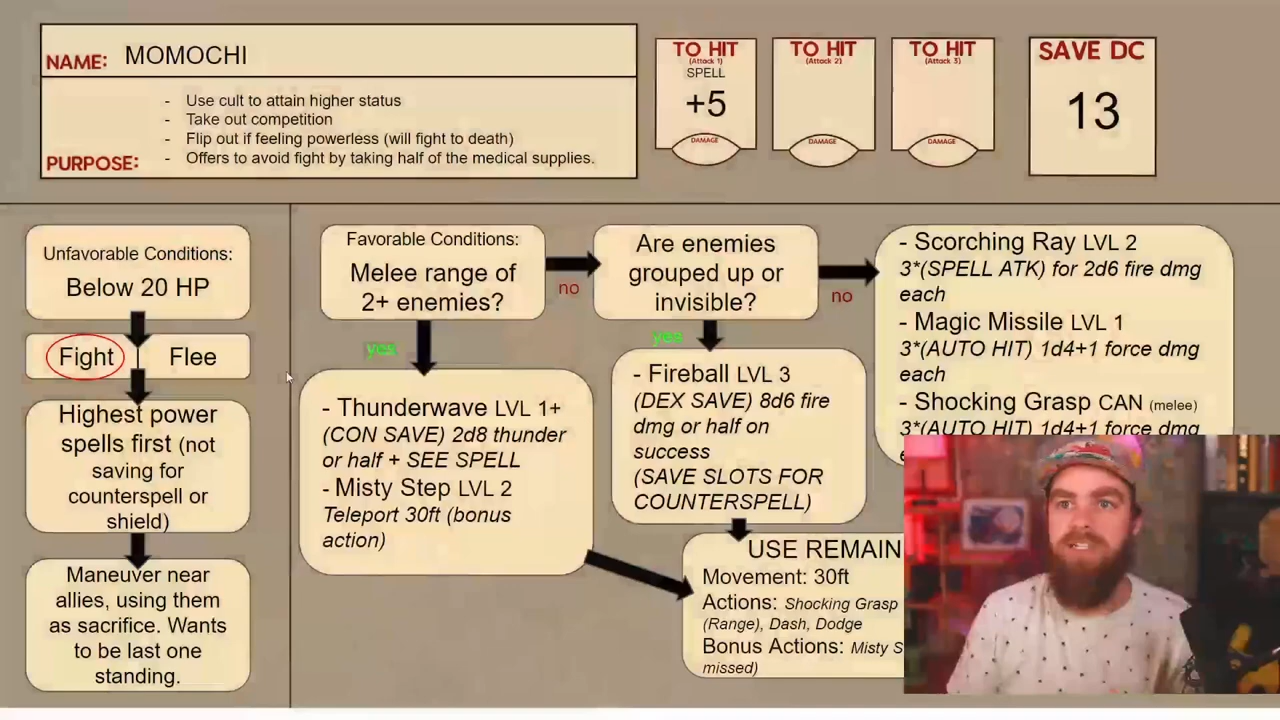 NAME: MOMOCHI
PURPOSE:
- Use cult to attain higher status
- Take out competition
- Flip out if feeling powerless (will fight to death)
- Offers to avoid fight by taking half of the medical supplies.
TO HIT
(Attack 1)
SPELL
+5
DAMAGE
TO HIT
(Attack 2)
DAMAGE
TO HIT
(Attack 3)
DAMAGE
SAVE DC
13
Unfavorable Conditions:
Below 20 HP
Fight
Flee
Highest power
spells first (not
saving for
counterspell or
shield)
Maneuver near
allies, using them
as sacrifice. Wants
to be last one
standing.
Favorable Conditions:
Melee range of
2+ enemies?
no
yes
- Thunderwave LVL 1+
(CON SAVE) 2d8 thunder
or half + SEE SPELL
- Misty Step LVL 2
Teleport 30ft (bonus
action)
Are enemies
grouped up or
invisible?
no
yes
- Fireball LVL 3
(DEX SAVE) 8d6 fire
dmg or half on
success
(SAVE SLOTS FOR
COUNTERSPELL)
- Scorching Ray LVL 2
3*(SPELL ATK) for 2d6 fire dmg
each
- Magic Missile LVL 1
3*(AUTO HIT) 1d4+1 force dmg
each
- Shocking Grasp CAN (melee)
3*(AUTO HIT) 1d4+1 force dmg
USE REMAIN
Movement: 30ft
Actions: Shocking Grasp
(Range), Dash, Dodge
Bonus Actions: Misty S
missed)